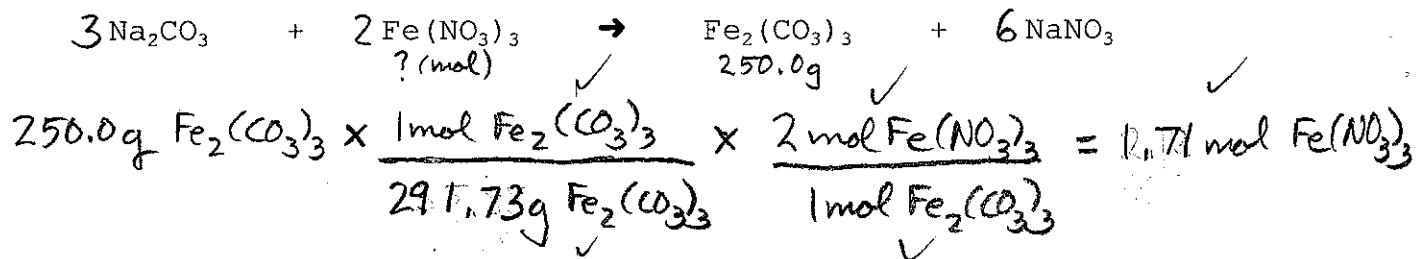 3 Na₂CO₃ + 2 Fe(NO₃)₃ → Fe₂(CO₃)₃ + 6 NaNO₃
? (mol) 250.0g
250.0g Fe₂(CO₃)₃ × 1mol Fe₂(CO₃)₃ / 291.73g Fe₂(CO₃)₃ × 2 mol Fe(NO₃)₃ / 1mol Fe₂(CO₃)₃ = 1.71 mol Fe(NO₃)₃